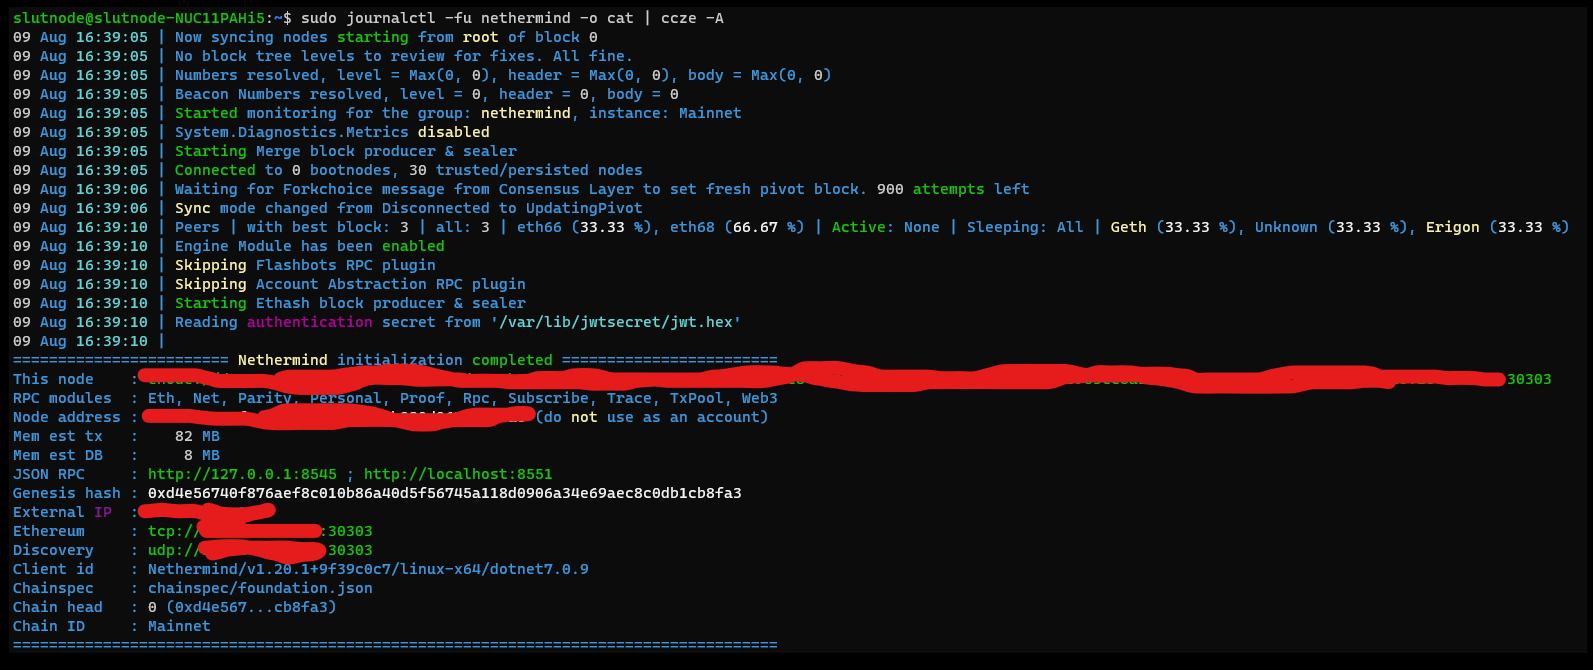 slutnode@slutnode-NUC11PAHi5:~$ sudo journalctl -fu nethermind -o cat | ccze -A
09 Aug 16:39:05 | Now syncing nodes starting from root of block 0
09 Aug 16:39:05 | No block tree levels to review for fixes. All fine.
09 Aug 16:39:05 | Numbers resolved, level = Max(0, 0), header = Max(0, 0), body = Max(0, 0)
09 Aug 16:39:05 | Beacon Numbers resolved, level = 0, header = 0, body = 0
09 Aug 16:39:05 | Started monitoring for the group: nethermind, instance: Mainnet
09 Aug 16:39:05 | System.Diagnostics.Metrics disabled
09 Aug 16:39:05 | Starting Merge block producer & sealer
09 Aug 16:39:05 | Connected to 0 bootnodes, 30 trusted/persisted nodes
09 Aug 16:39:06 | Waiting for Forkchoice message from Consensus Layer to set fresh pivot block. 900 attempts left
09 Aug 16:39:06 | Sync mode changed from Disconnected to UpdatingPivot
09 Aug 16:39:10 | Peers | with best block: 3 | all: 3 | eth66 (33.33 %), eth68 (66.67 %) | Active: None | Sleeping: All | Geth (33.33 %), Unknown (33.33 %), Erigon (33.33 %)
09 Aug 16:39:10 | Engine Module has been enabled
09 Aug 16:39:10 | Skipping Flashbots RPC plugin
09 Aug 16:39:10 | Skipping Account Abstraction RPC plugin
09 Aug 16:39:10 | Starting Ethash block producer & sealer
09 Aug 16:39:10 | Reading authentication secret from '/var/lib/jwtsecret/jwt.hex'
09 Aug 16:39:10 |
======================== Nethermind initialization completed ========================
This node    : 30303
RPC modules  : Eth, Net, Parity, Personal, Proof, Rpc, Subscribe, Trace, TxPool, Web3
Node address : (do not use as an account)
Mem est tx   :    82 MB
Mem est DB   :     8 MB
JSON RPC     : http://127.0.0.1:8545 ; http://localhost:8551
Genesis hash : 0xd4e56740f876aef8c010b86a40d5f56745a118d0906a34e69aec8c0db1cb8fa3
External IP  :
Ethereum     : tcp://:30303
Discovery    : udp://30303
Client id    : Nethermind/v1.20.1+9f39c0c7/linux-x64/dotnet7.0.9
Chainspec    : chainspec/foundation.json
Chain head   : 0 (0xd4e567...cb8fa3)
Chain ID     : Mainnet
=====================================================================================